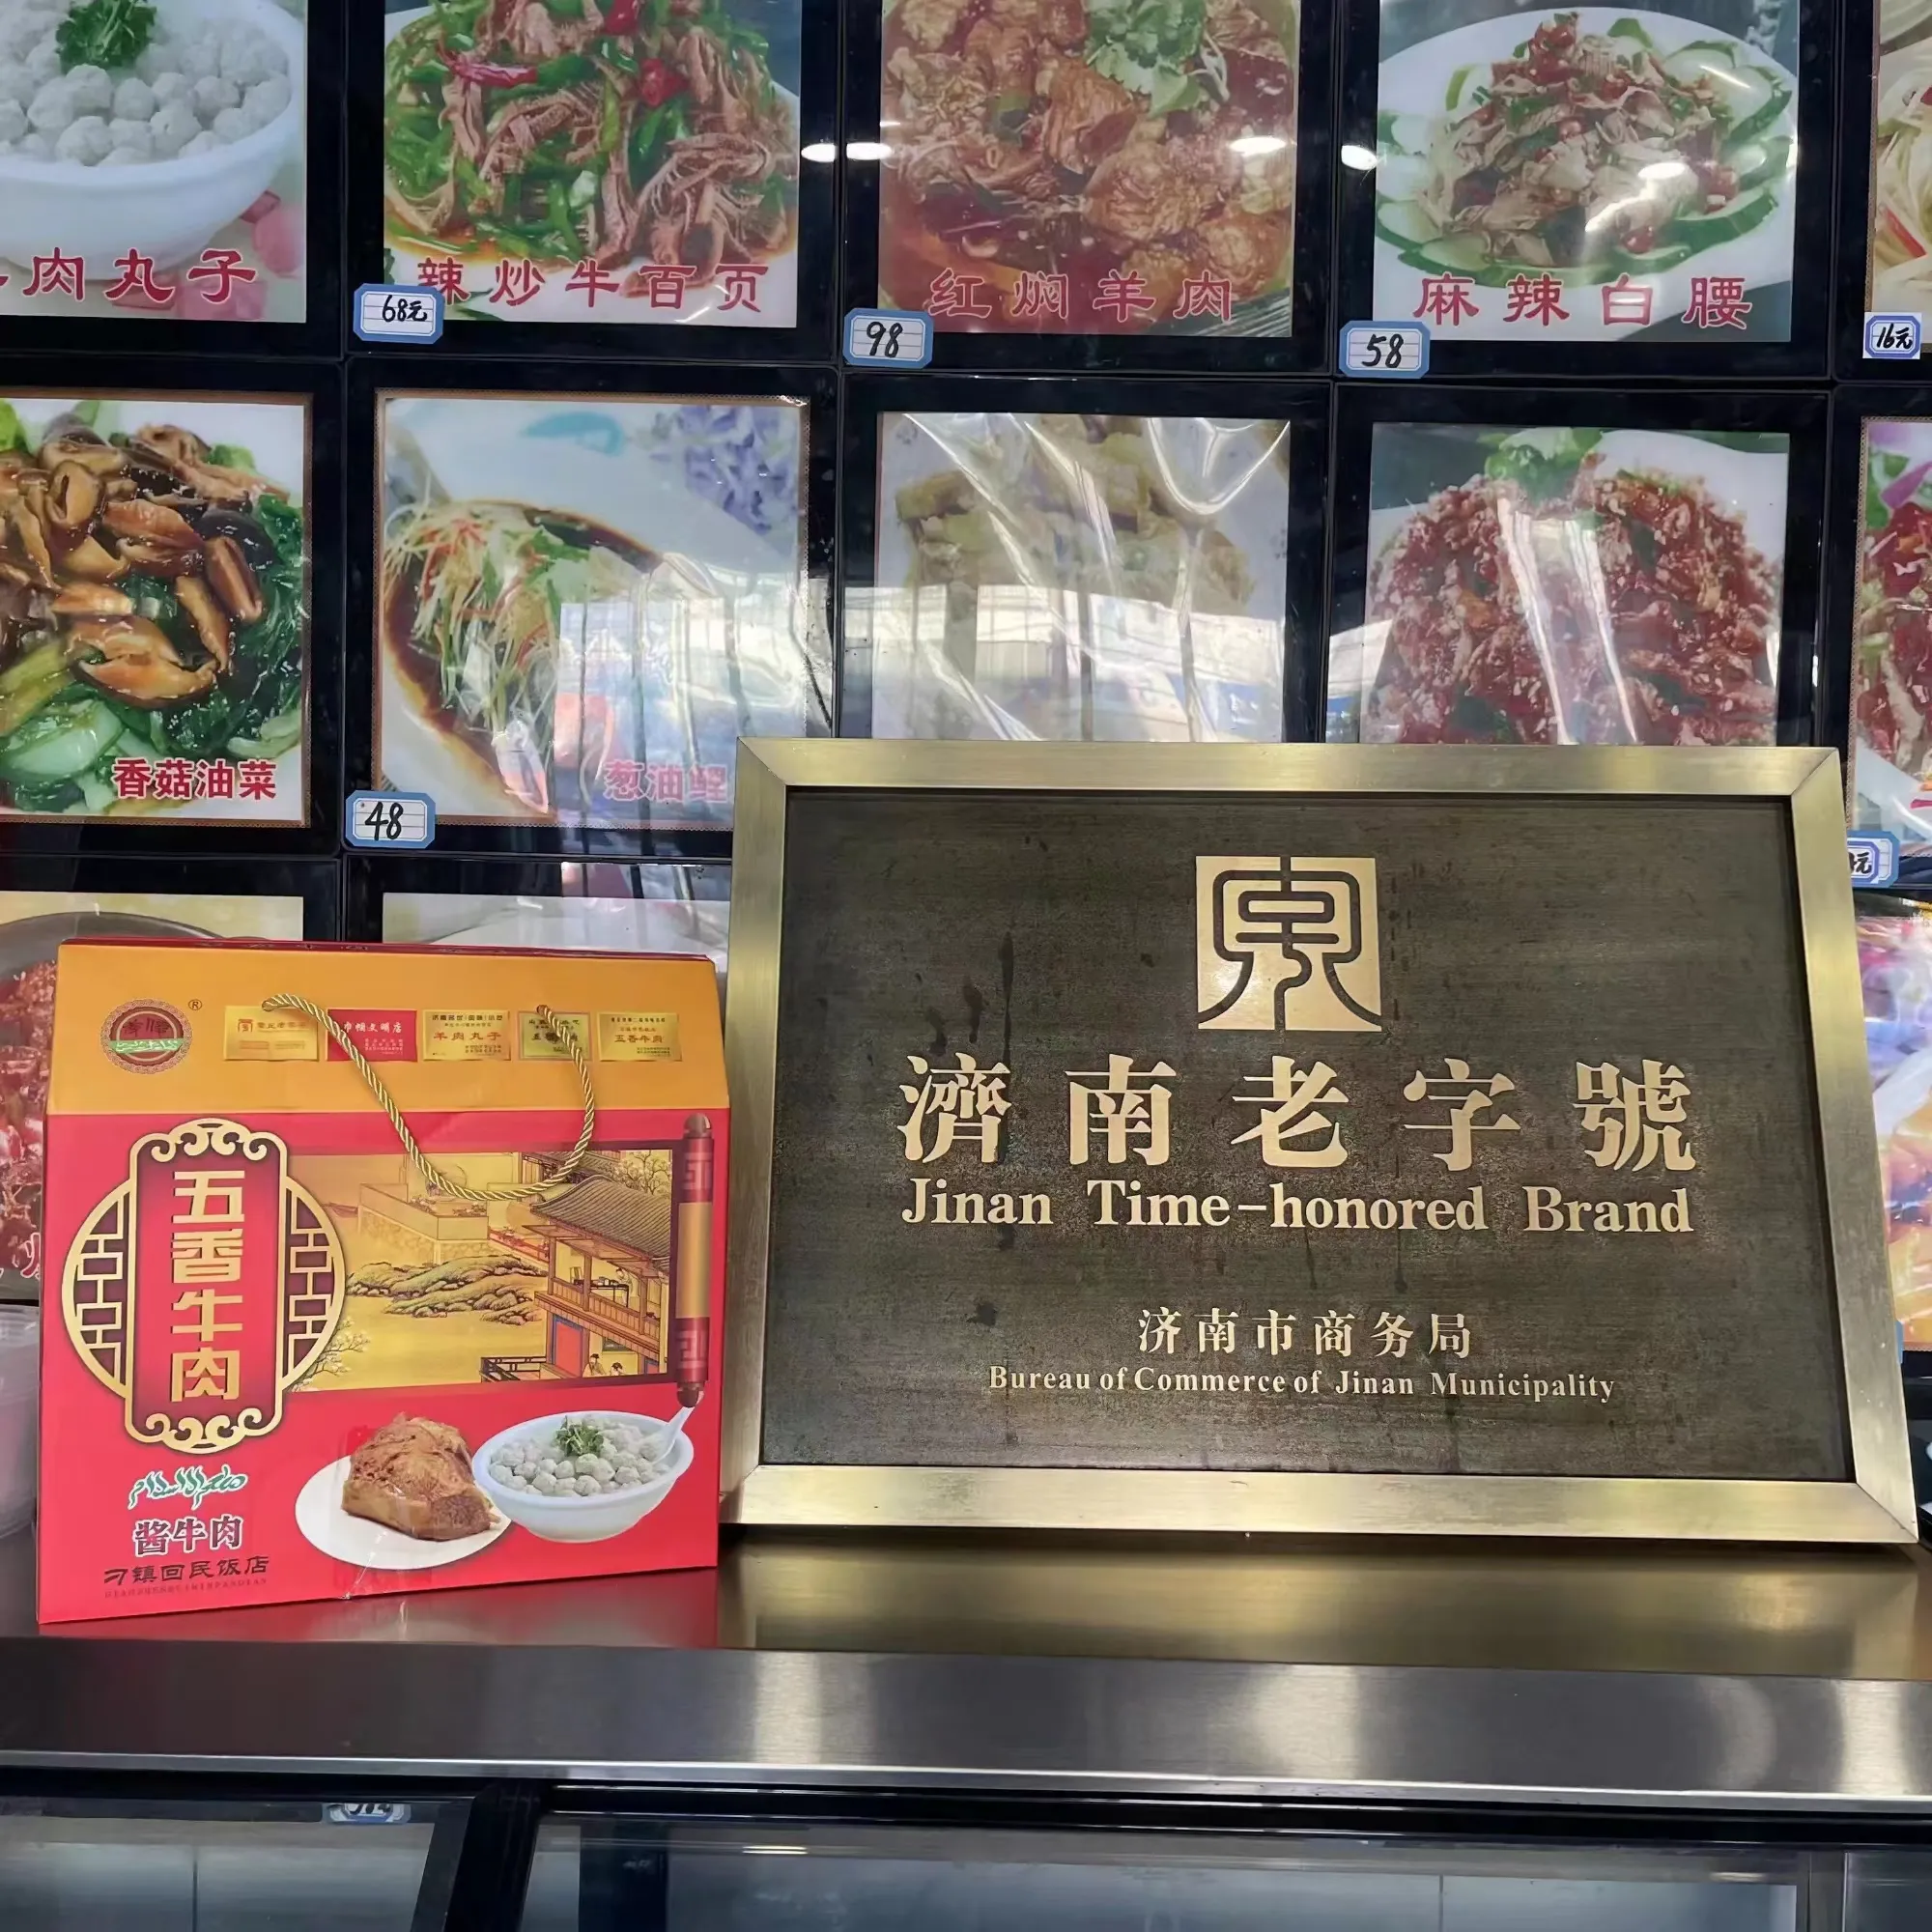 肉丸子
辣炒牛百页
红焖羊肉
麻辣白腰
68元
98
58
16元
香菇油菜
葱油鲤
48
元
泉
濟南老字號
Jinan Time-honored Brand
济南市商务局
Bureau of Commerce of Jinan Municipality
®
羊肉丸子
五香牛肉
五香牛肉
酱牛肉
刁镇回民饭店